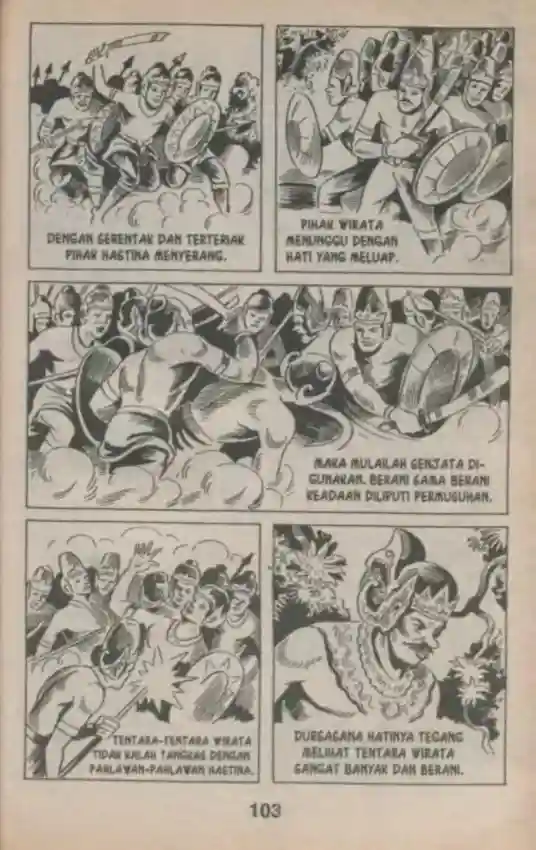 DENGAN SERENTAK DAN TERTERIAK
PIHAK HASTINA MENYERANG.
PIHAK WIRATA
MENUNGGU DENGAN
HATI YANG MELUAP.
MAKA MULAILAH SENJATA DI-
GUNAKAN. BERANI SAMA BERANI
KEADAAN DILIPUTI PERMUSUHAN.
TENTARA-TENTARA WIRATA
TIDAK KALAH TANGKAS DENGAN
PAHLAWAN-PAHLAWAN HASTINA.
DURSASANA HATINYA TEGANG
MELIHAT TENTARA WIRATA
SANGAT BANYAK DAN BERANI.
103